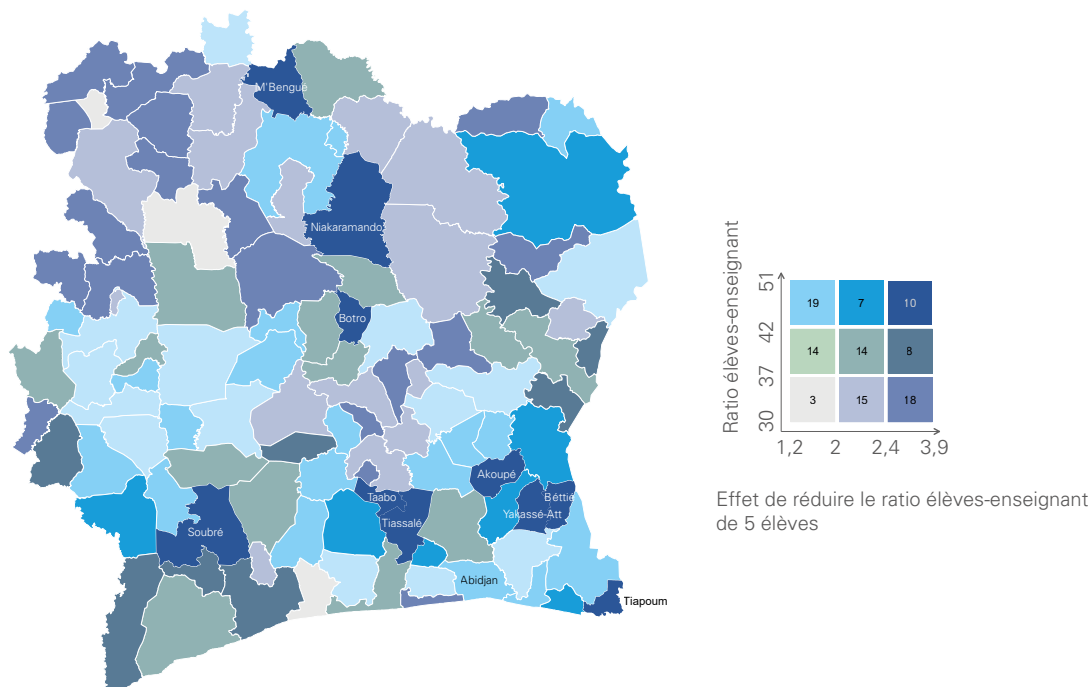 M'Bengué
Niakaramando
Botro
Akoupé
Taabo
Béttié
Yakassé-Att
Tiassalé
Soubré
Abidjan
Tiapoum
Ratio élèves-enseignant
51
42
37
30
19
7
10
14
14
8
3
15
18
1,2
2
2,4
3,9
Effet de réduire le ratio élèves-enseignant
de 5 élèves